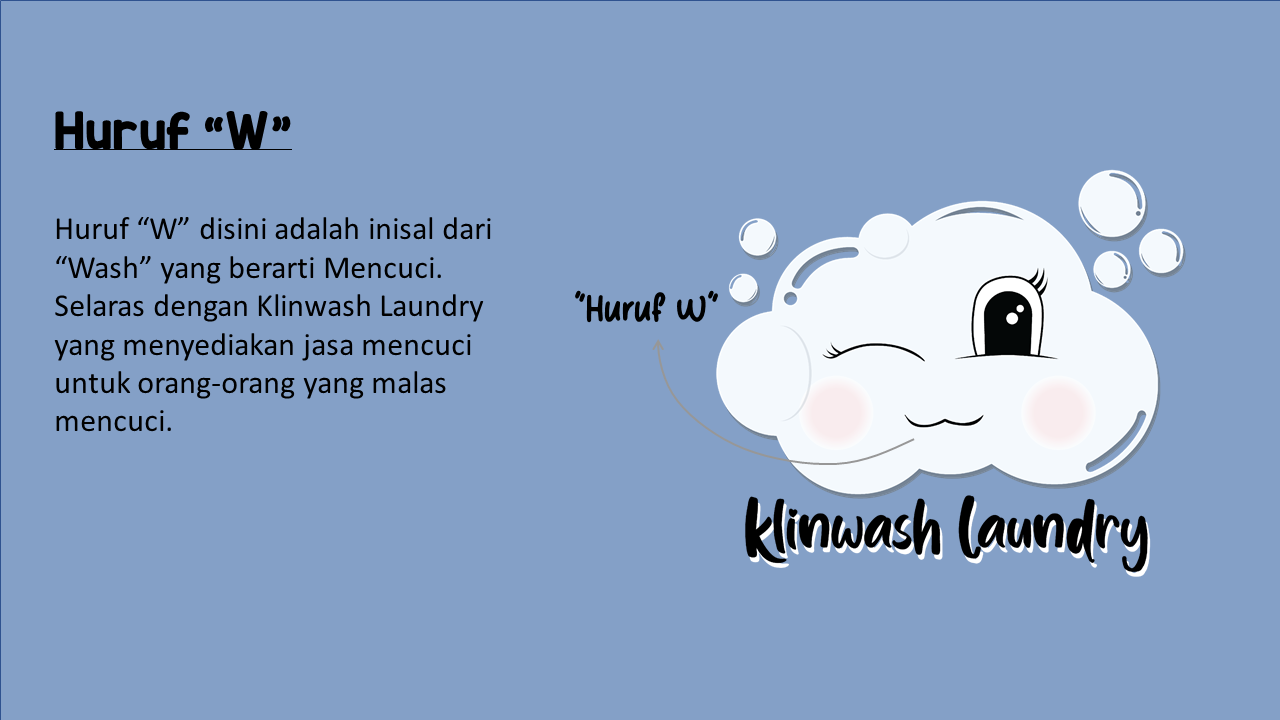 Huruf “W”
Huruf “W” disini adalah inisal dari
“Wash” yang berarti Mencuci.
Selaras dengan Klinwash Laundry
yang menyediakan jasa mencuci
untuk orang-orang yang malas
mencuci.
"Huruf W"
klinwash laundry